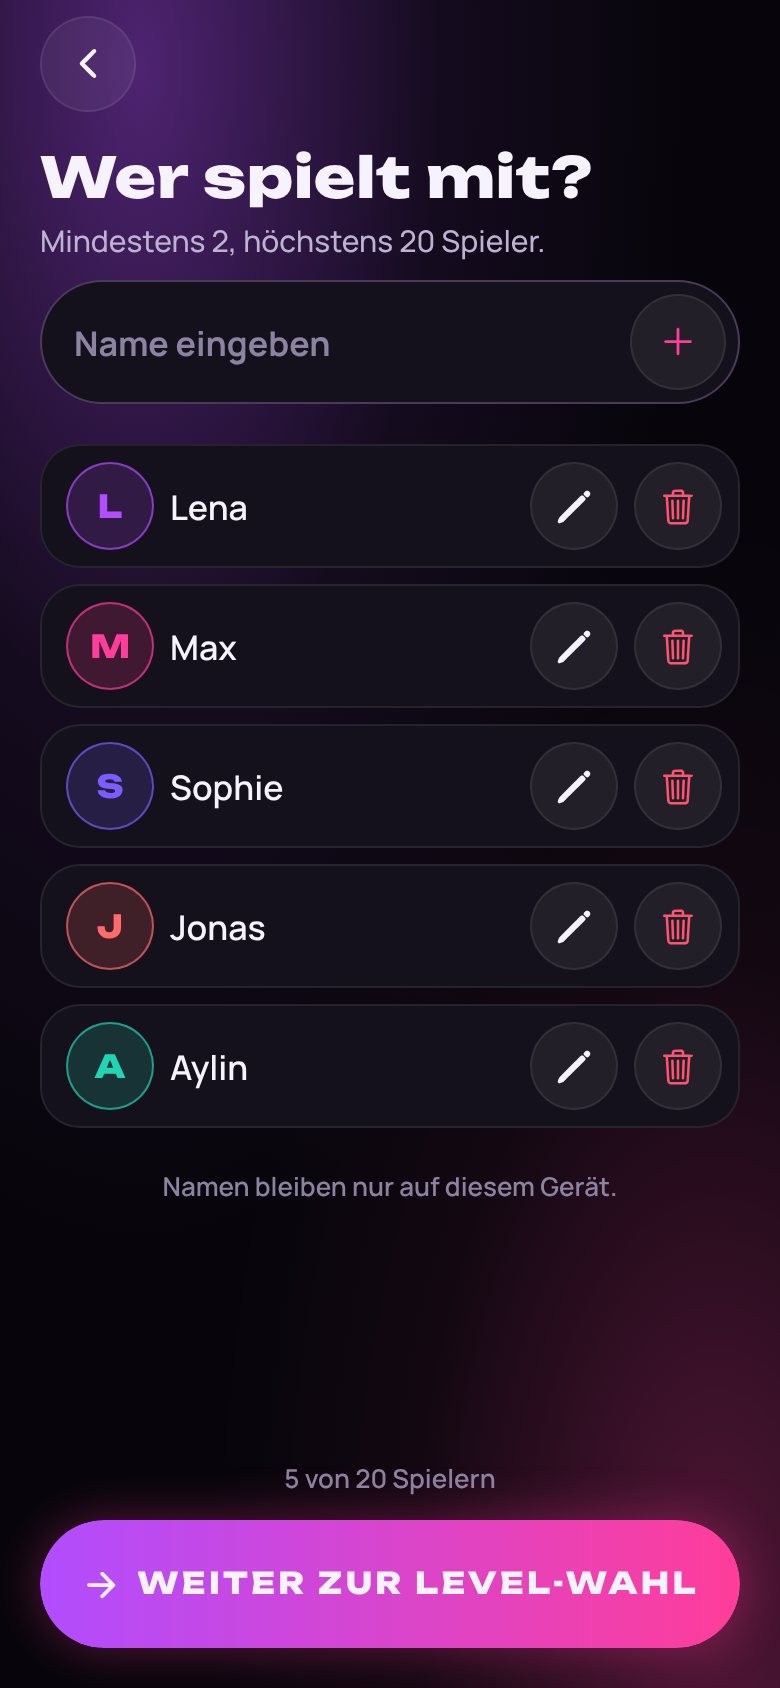 Wer spielt mit?
Mindestens 2, höchstens 20 Spieler.
Name eingeben
L Lena
M Max
S Sophie
J Jonas
A Aylin
Namen bleiben nur auf diesem Gerät.
5 von 20 Spielern
WEITER ZUR LEVEL-WAHL